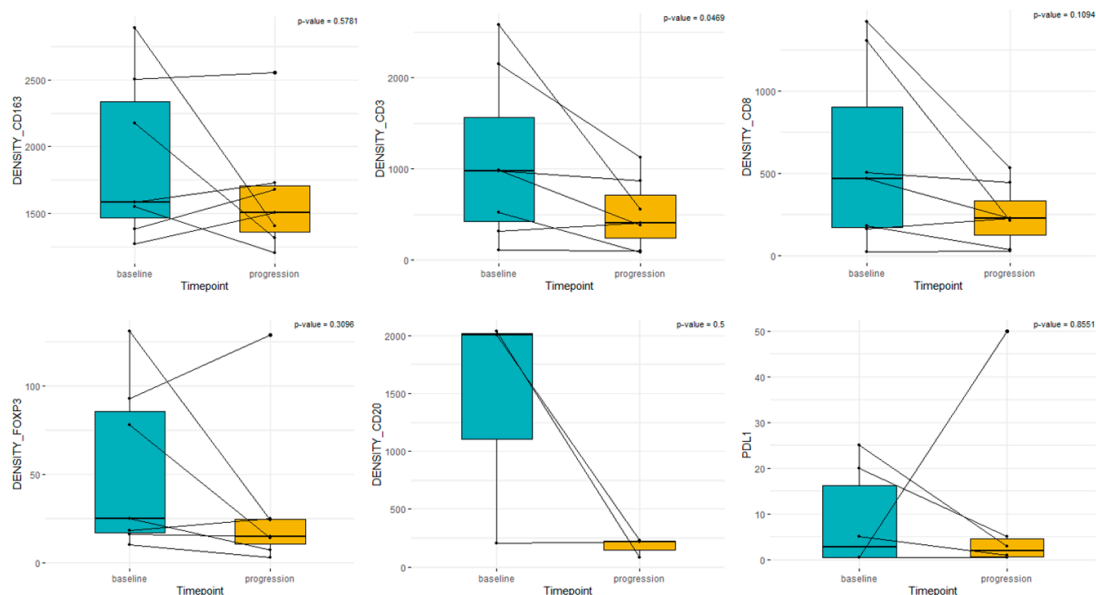 p-value = 0.5781
DENSITY_CD163
2500
2000
1500
baseline
progression
Timepoint
p-value = 0.0469
DENSITY_CD3
2000
1000
0
baseline
progression
Timepoint
p-value = 0.1094
DENSITY_CD8
1000
500
0
baseline
progression
Timepoint
p-value = 0.3096
DENSITY_FOXP3
100
50
0
baseline
progression
Timepoint
p-value = 0.5
DENSITY_CD20
2000
1500
1000
500
0
baseline
progression
Timepoint
p-value = 0.8551
PDL1
50
40
30
20
10
0
baseline
progression
Timepoint